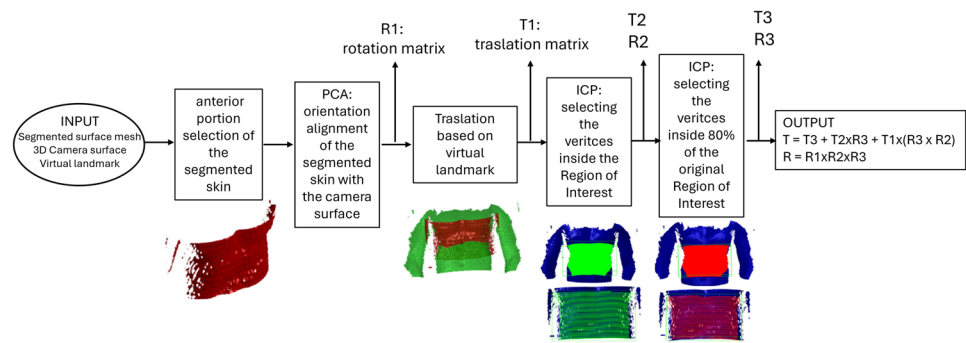 INPUT
Segmented surface mesh
3D Camera surface
Virtual landmark
anterior
portion
selection of
the
segmented
skin
PCA:
orientation
alignment
of the
segmented
skin with
the camera
surface
R1:
rotation matrix
Traslation
based on
virtual
landmark
T1:
traslation matrix
ICP:
selecting
the
veritces
inside the
Region of
Interest
T2
R2
ICP:
selecting
the
veritces
inside 80%
of the
original
Region of
Interest
T3
R3
OUTPUT
T = T3 + T2xR3 + T1x(R3 x R2)
R = R1xR2xR3